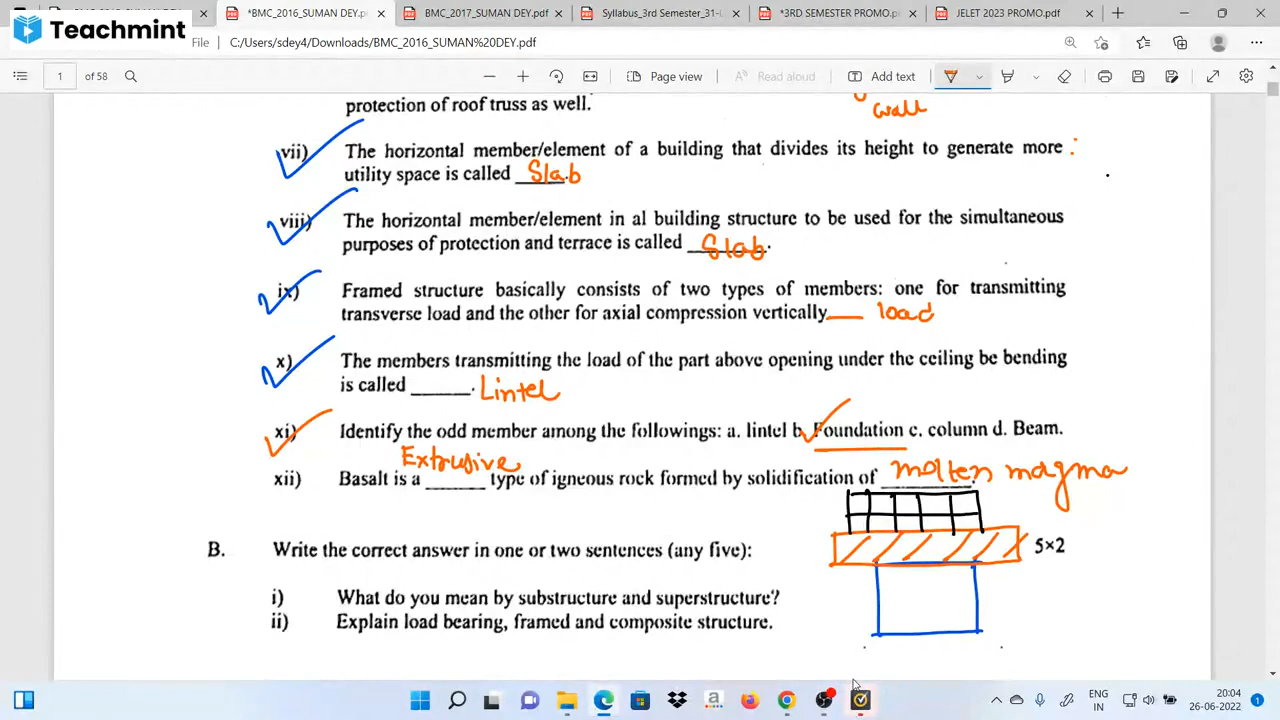 Teachmint
*BMC_2016_SUMAN DEY.p
BMC_2016_SUMAN DEY.pdf
Syllbus_3rd semester_31
*3RD SEMESTER PROMO.p
JELET 2023 PROMO.pdf
File C:/Users/sdey4/Downloads/BMC_2016_SUMAN%20DEY.pdf
1 of 58 Page view Read aloud Add text
protection of roof truss as well. wall
vii) The horizontal member/element of a building that divides its height to generate more :
utility space is called Slab.
viii) The horizontal member/element in al building structure to be used for the simultaneous
purposes of protection and terrace is called Slab.
ix) Framed structure basically consists of two types of members: one for transmitting
transverse load and the other for axial compression vertically___ load
x) The members transmitting the load of the part above opening under the ceiling be bending
is called ______. Lintel
xi) Identify the odd member among the followings: a. lintel b. Foundation c. column d. Beam.
Extrusive
xii) Basalt is a ______ type of igneous rock formed by solidification of molten magma.
B. Write the correct answer in one or two sentences (any five): 5×2
i) What do you mean by substructure and superstructure?
ii) Explain load bearing, framed and composite structure.
ENG
IN
20:04
26-06-2022
1